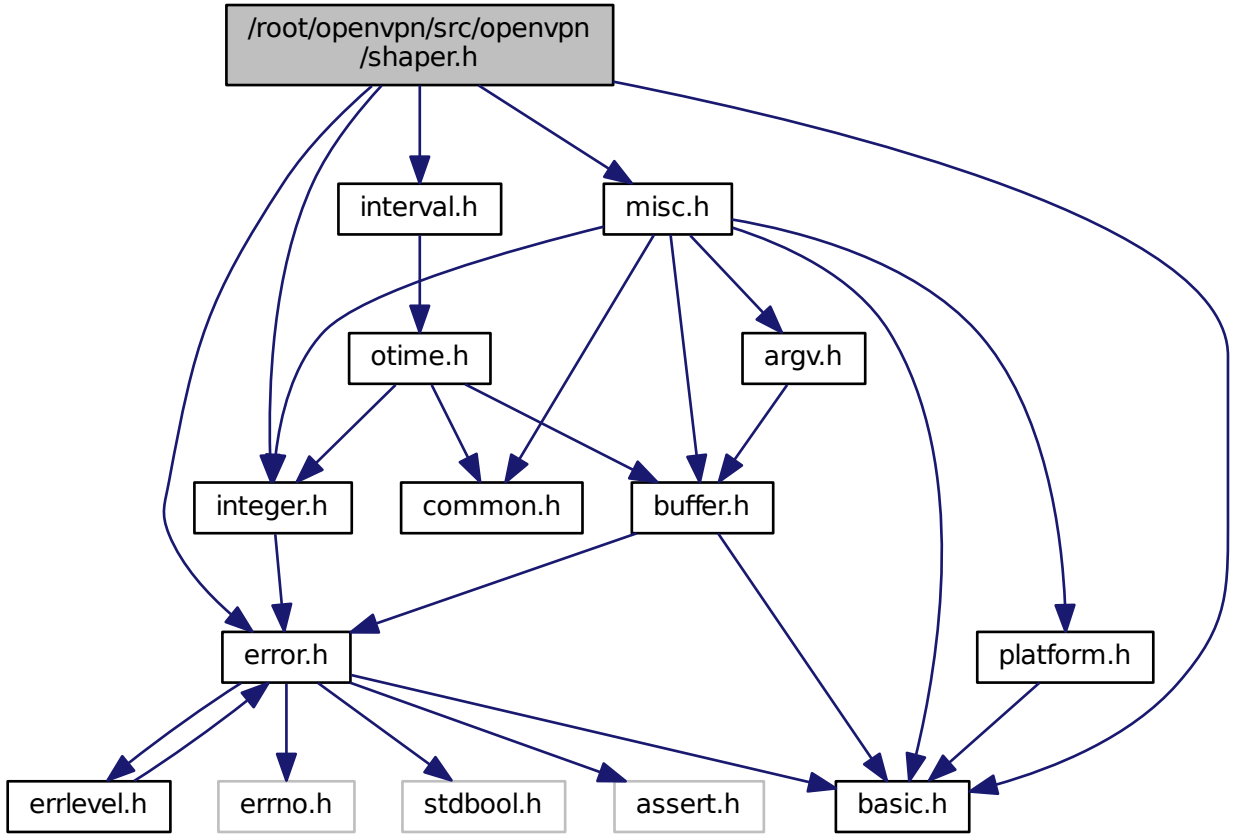 /root/openvpn/src/openvpn
/shaper.h
interval.h
misc.h
otime.h
argv.h
integer.h
common.h
buffer.h
error.h
platform.h
errlevel.h
errno.h
stdbool.h
assert.h
basic.h